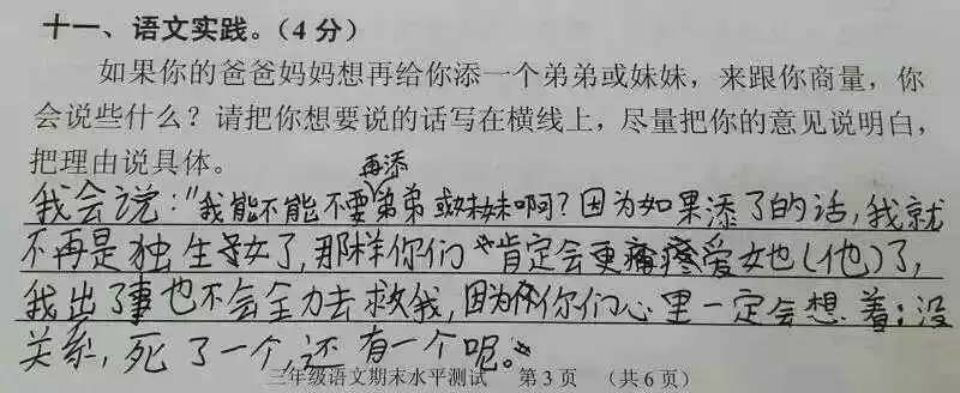 十一、语文实践。（4分）
如果你的爸爸妈妈想再给你添一个弟弟或妹妹，来跟你商量，你
会说些什么？请把你想要说的话写在横线上，尽量把你的意见说明白，
把理由说具体。
我会说："我能不能不要再添弟弟或妹妹啊？因为如果添了的话，我就
不再是独生子女了，那样你们肯定会更疼爱她（他）了，
我出了事也不会全力去救我，因为你们心里一定会想着：没
关系，死了一个，还有一个呢。"
三年级语文期末水平测试 第3页 （共6页）